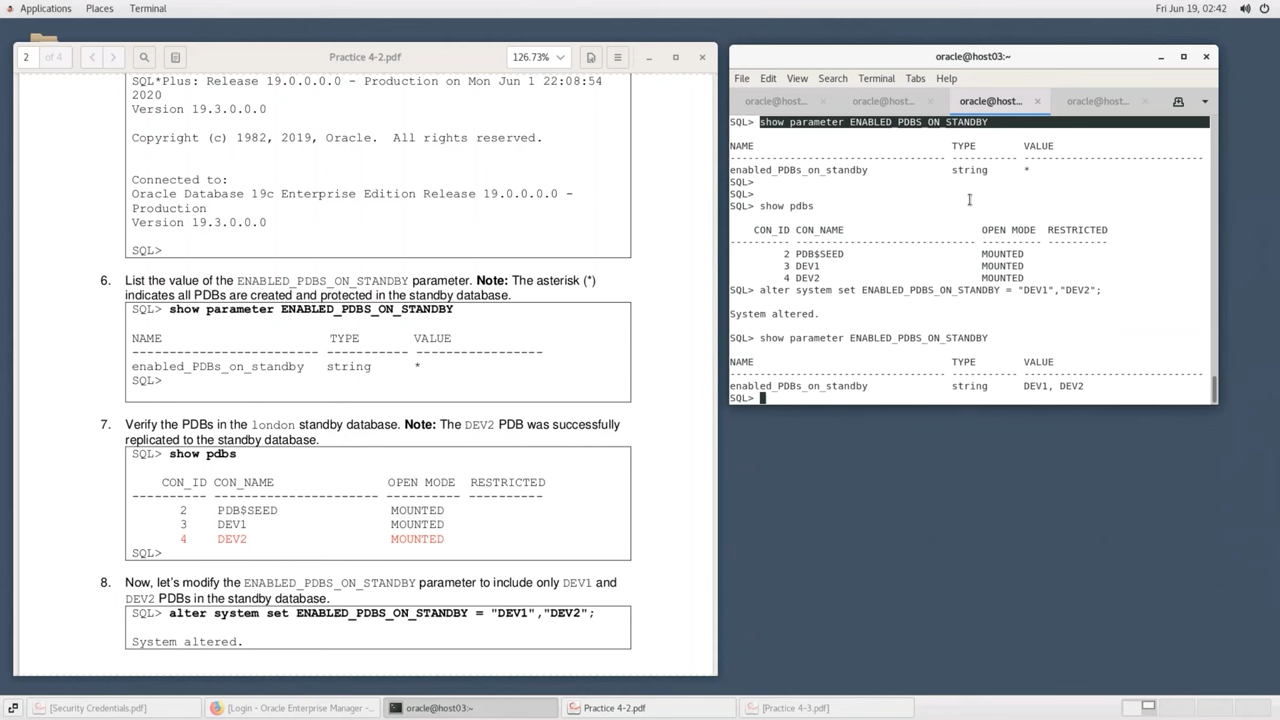 Applications Places Terminal Fri Jun 19, 02:42
2 of 4 Practice 4-2.pdf 126.73%
SQL*Plus: Release 19.0.0.0.0 - Production on Mon Jun 1 22:08:54
2020
Version 19.3.0.0.0
Copyright (c) 1982, 2019, Oracle. All rights reserved.
Connected to:
Oracle Database 19c Enterprise Edition Release 19.0.0.0.0 -
Production
Version 19.3.0.0.0
SQL>
6. List the value of the ENABLED_PDBS_ON_STANDBY parameter. Note: The asterisk (*)
indicates all PDBs are created and protected in the standby database.
SQL> show parameter ENABLED_PDBS_ON_STANDBY
NAME TYPE VALUE
---------------------------- ----------- -------------------
enabled_PDBs_on_standby string *
SQL>
7. Verify the PDBs in the london standby database. Note: The DEV2 PDB was successfully
replicated to the standby database.
SQL> show pdbs
CON_ID CON_NAME OPEN MODE RESTRICTED
---------- ------------------------------ ---------- ----------
2 PDB$SEED MOUNTED
3 DEV1 MOUNTED
4 DEV2 MOUNTED
SQL>
8. Now, let's modify the ENABLED_PDBS_ON_STANDBY parameter to include only DEV1 and
DEV2 PDBs in the standby database.
SQL> alter system set ENABLED_PDBS_ON_STANDBY = "DEV1","DEV2";
System altered.
oracle@host03:~
File Edit View Search Terminal Tabs Help
oracle@host... oracle@host... oracle@host... oracle@host...
SQL> show parameter ENABLED_PDBS_ON_STANDBY
NAME TYPE VALUE
------------------------------------ ----------- ------------------------------
enabled_PDBs_on_standby string *
SQL>
SQL>
SQL> show pdbs
CON_ID CON_NAME OPEN MODE RESTRICTED
---------- ------------------------------ ---------- ----------
2 PDB$SEED MOUNTED
3 DEV1 MOUNTED
4 DEV2 MOUNTED
SQL> alter system set ENABLED_PDBS_ON_STANDBY = "DEV1","DEV2";
System altered.
SQL> show parameter ENABLED_PDBS_ON_STANDBY
NAME TYPE VALUE
------------------------------------ ----------- ------------------------------
enabled_PDBs_on_standby string DEV1, DEV2
SQL>
[Security Credentials.pdf] [Login - Oracle Enterprise Manager -... oracle@host03:~ Practice 4-2.pdf [Practice 4-3.pdf]